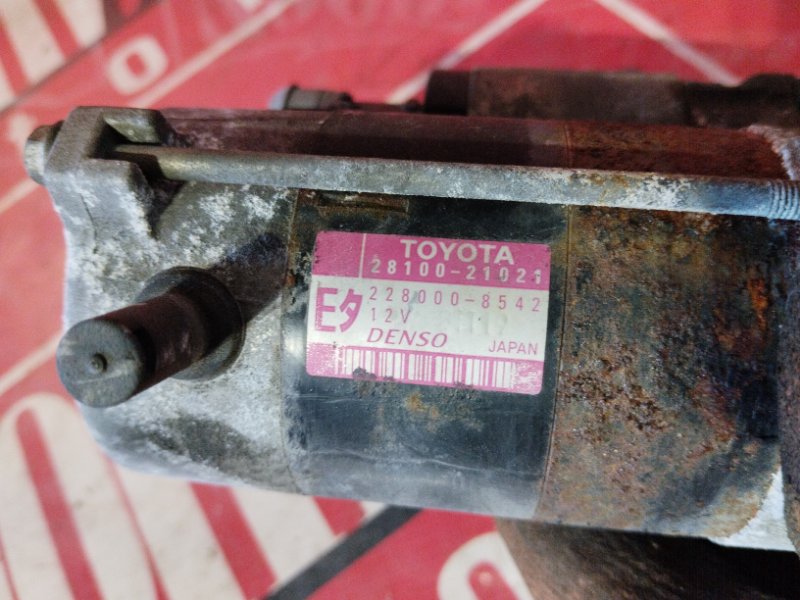 TOYOTA
28100-21021
228000-8542
Eタ
12V
DENSO JAPAN